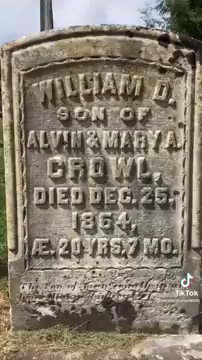 WILLIAM D.
SON OF
ALVIN & MARY A.
CROWL,
DIED DEC. 25,
1864,
Æ. 20 YRS. 7 MO.
TikTok